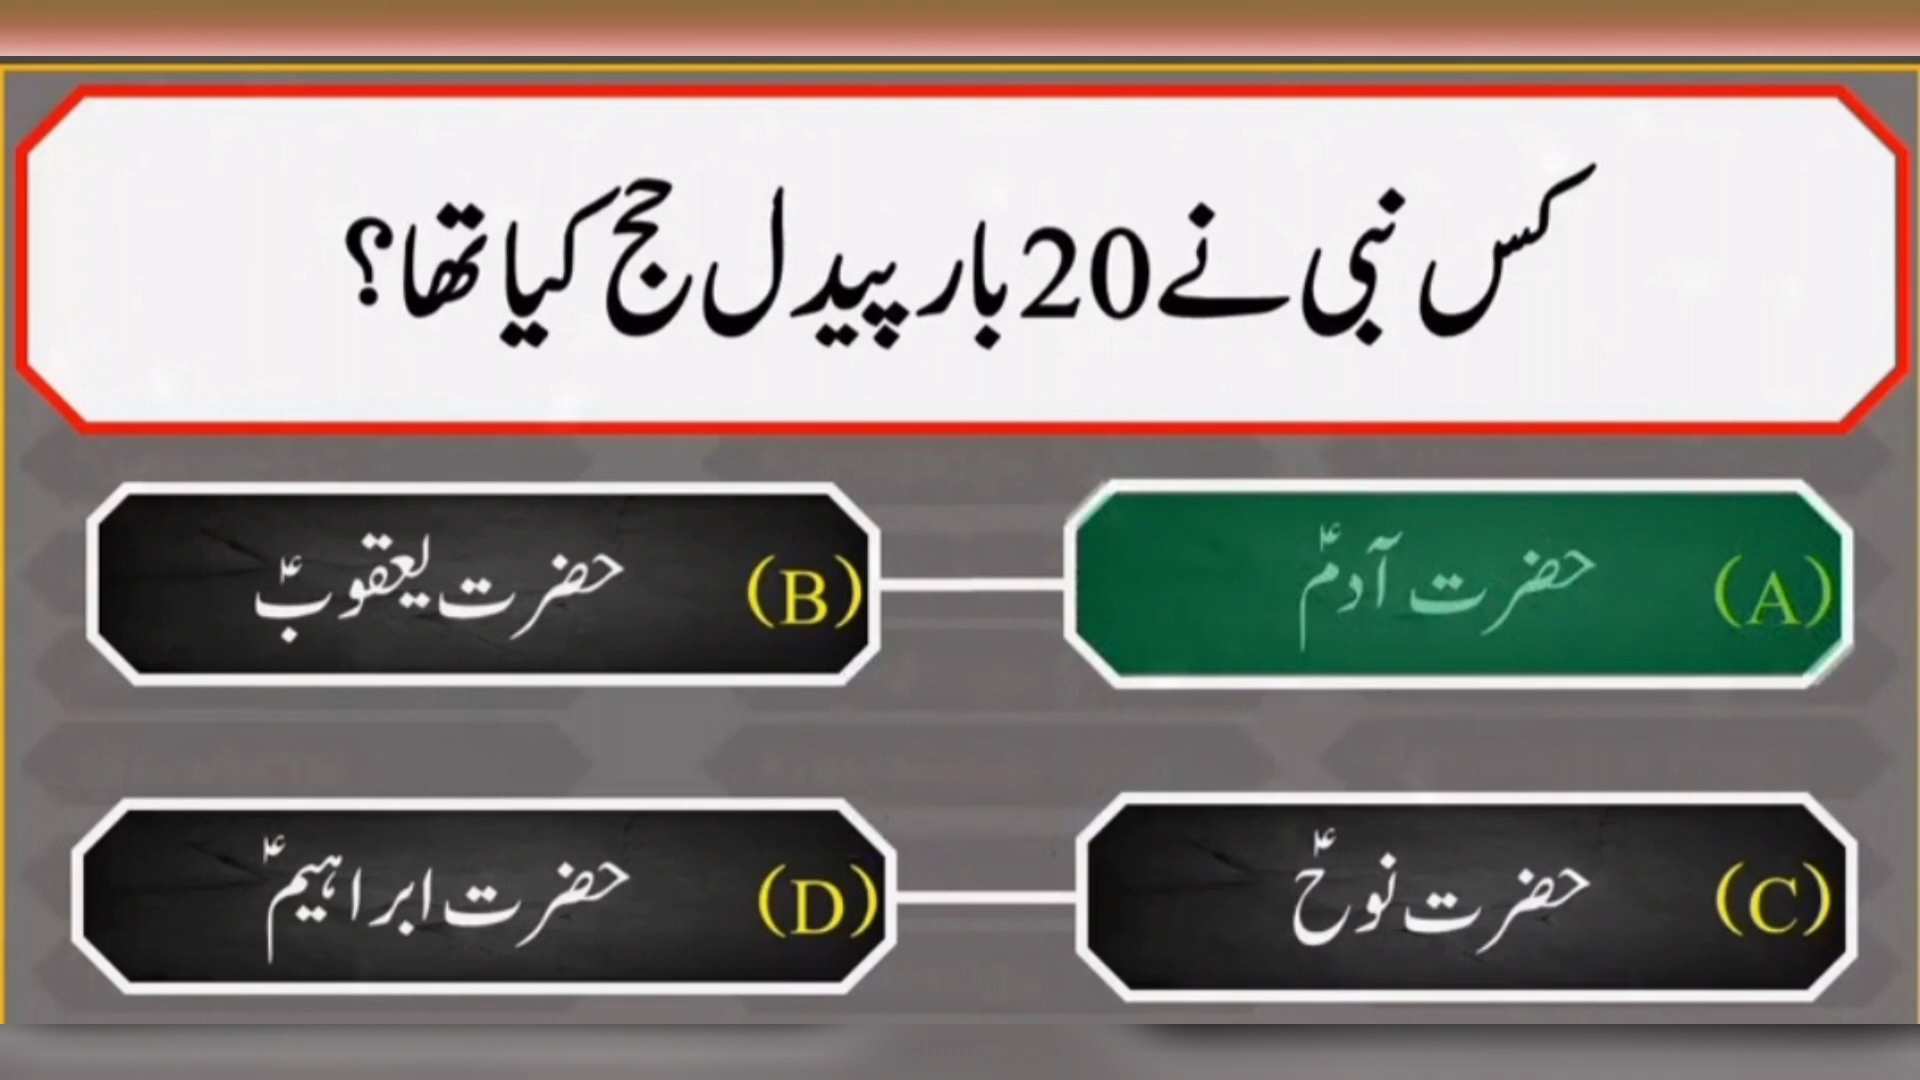 کس نبی نے 20 بار پیدل حج کیا تھا؟
(A) حضرت آدمؑ
(B) حضرت یعقوبؑ
(C) حضرت نوحؑ
(D) حضرت ابراہیمؑ